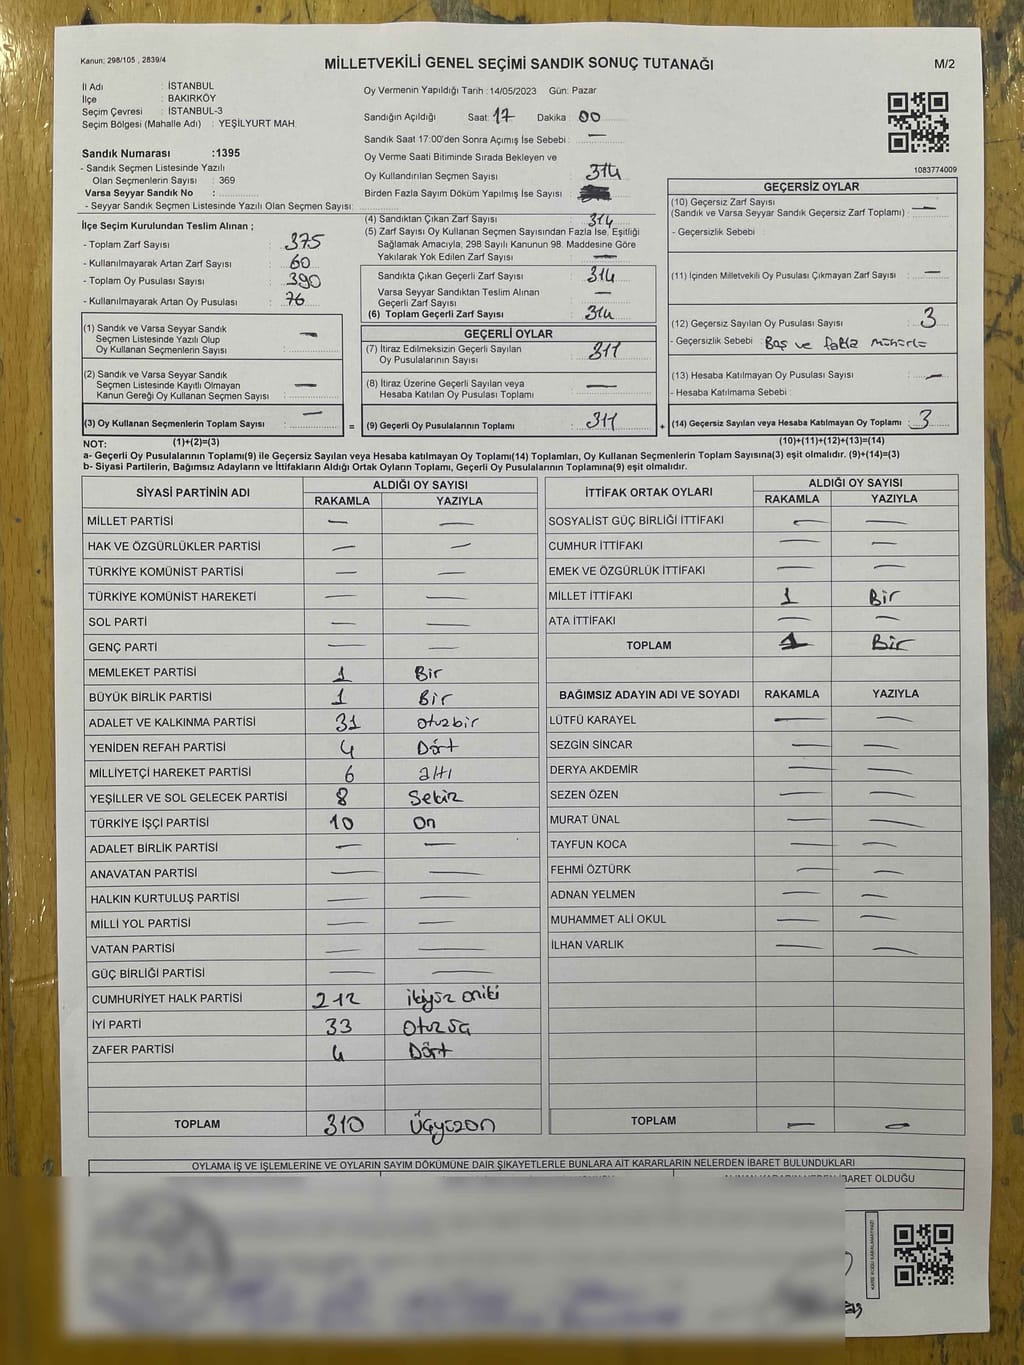 Kanun: 298/105 , 2839/4
MİLLETVEKİLİ GENEL SEÇİMİ SANDIK SONUÇ TUTANAĞI
M/2
İl Adı : İSTANBUL
İlçe : BAKIRKÖY
Seçim Çevresi : İSTANBUL-3
Seçim Bölgesi (Mahalle Adı) : YEŞİLYURT MAH.
Sandık Numarası :1395
- Sandık Seçmen Listesinde Yazılı
Olan Seçmenlerin Sayısı : 369
Varsa Seyyar Sandık No :
- Seyyar Sandık Seçmen Listesinde Yazılı Olan Seçmen Sayısı:
Oy Vermenin Yapıldığı Tarih : 14/05/2023 Gün: Pazar
Sandığın Açıldığı Saat: 17 Dakika : 00
Sandık Saat 17:00'den Sonra Açımış İse Sebebi : —
Oy Verme Saati Bitiminde Sırada Bekleyen ve
Oy Kullandırılan Seçmen Sayısı : 314
Birden Fazla Sayım Döküm Yapılmış İse Sayısı :
1083774009
İlçe Seçim Kurulundan Teslim Alınan ;
- Toplam Zarf Sayısı : 375
- Kullanılmayarak Artan Zarf Sayısı : 60
- Toplam Oy Pusulası Sayısı : 390
- Kullanılmayarak Artan Oy Pusulası : 76
(4) Sandıktan Çıkan Zarf Sayısı : 314
(5) Zarf Sayısı Oy Kullanan Seçmen Sayısından Fazla İse, Eşitliği
Sağlamak Amacıyla, 298 Sayılı Kanunun 98. Maddesine Göre
Yakılarak Yok Edilen Zarf Sayısı : —
Sandıkta Çıkan Geçerli Zarf Sayısı : 314
Varsa Seyyar Sandıktan Teslim Alınan
Geçerli Zarf Sayısı : —
(6) Toplam Geçerli Zarf Sayısı : 314
GEÇERSİZ OYLAR
(10) Geçersiz Zarf Sayısı
(Sandık ve Varsa Seyyar Sandık Geçersiz Zarf Toplamı) : —
- Geçersizlik Sebebi :
(11) İçinden Milletvekili Oy Pusulası Çıkmayan Zarf Sayısı : —
(12) Geçersiz Sayılan Oy Pusulası Sayısı : 3
- Geçersizlik Sebebi : Boş ve fazla mühürlü
(13) Hesaba Katılmayan Oy Pusulası Sayısı : —
- Hesaba Katılmama Sebebi :
(14) Geçersiz Sayılan veya Hesaba Katılmayan Oy Toplamı : 3
(10)+(11)+(12)+(13)=(14)
(1) Sandık ve Varsa Seyyar Sandık
Seçmen Listesinde Yazılı Olup
Oy Kullanan Seçmenlerin Sayısı : —
(2) Sandık ve Varsa Seyyar Sandık
Seçmen Listesinde Kayıtlı Olmayan
Kanun Gereği Oy Kullanan Seçmen Sayısı : —
(3) Oy Kullanan Seçmenlerin Toplam Sayısı : —
(1)+(2)=(3)
GEÇERLİ OYLAR
(7) İtiraz Edilmeksizin Geçerli Sayılan
Oy Pusulalarının Sayısı : 311
(8) İtiraz Üzerine Geçerli Sayılan veya
Hesaba Katılan Oy Pusulası Toplamı : —
= (9) Geçerli Oy Pusulalarının Toplamı : 311 +
NOT:
a- Geçerli Oy Pusulalarının Toplamı(9) ile Geçersiz Sayılan veya Hesaba katılmayan Oy Toplamı(14) Toplamları, Oy Kullanan Seçmenlerin Toplam Sayısına(3) eşit olmalıdır. (9)+(14)=(3)
b- Siyasi Partilerin, Bağımsız Adayların ve İttifakların Aldığı Ortak Oyların Toplamı, Geçerli Oy Pusulalarının Toplamına(9) eşit olmalıdır.
SİYASİ PARTİNİN ADI ALDIĞI OY SAYISI
RAKAMLA YAZIYLA
MİLLET PARTİSİ — —
HAK VE ÖZGÜRLÜKLER PARTİSİ — —
TÜRKİYE KOMÜNİST PARTİSİ — —
TÜRKİYE KOMÜNİST HAREKETİ — —
SOL PARTİ — —
GENÇ PARTİ — —
MEMLEKET PARTİSİ 1 Bir
BÜYÜK BİRLİK PARTİSİ 1 Bir
ADALET VE KALKINMA PARTİSİ 31 otuzbir
YENİDEN REFAH PARTİSİ 4 Dört
MİLLİYETÇİ HAREKET PARTİSİ 6 altı
YEŞİLLER VE SOL GELECEK PARTİSİ 8 Sekiz
TÜRKİYE İŞÇİ PARTİSİ 10 On
ADALET BİRLİK PARTİSİ — —
ANAVATAN PARTİSİ — —
HALKIN KURTULUŞ PARTİSİ — —
MİLLİ YOL PARTİSİ — —
VATAN PARTİSİ — —
GÜÇ BİRLİĞİ PARTİSİ — —
CUMHURİYET HALK PARTİSİ 212 ikiyüz oniki
İYİ PARTİ 33
ZAFER PARTİSİ 4 Dört
TOPLAM 310 Üçyüzon
İTTİFAK ORTAK OYLARI ALDIĞI OY SAYISI
RAKAMLA YAZIYLA
SOSYALİST GÜÇ BİRLİĞİ İTTİFAKI — —
CUMHUR İTTİFAKI — —
EMEK VE ÖZGÜRLÜK İTTİFAKI — —
MİLLET İTTİFAKI 1 Bir
ATA İTTİFAKI — —
TOPLAM 1 Bir
BAĞIMSIZ ADAYIN ADI VE SOYADI RAKAMLA YAZIYLA
LÜTFÜ KARAYEL — —
SEZGİN SİNCAR — —
DERYA AKDEMİR — —
SEZEN ÖZEN — —
MURAT ÜNAL — —
TAYFUN KOCA — —
FEHMİ ÖZTÜRK — —
ADNAN YELMEN — —
MUHAMMET ALİ OKUL — —
İLHAN VARLIK — —
TOPLAM — —
OYLAMA İŞ VE İŞLEMLERİNE VE OYLARIN SAYIM DÖKÜMÜNE DAİR ŞİKAYETLERLE BUNLARA AİT KARARLARIN NELERDEN İBARET BULUNDUKLARI
İBARET OLDUĞU